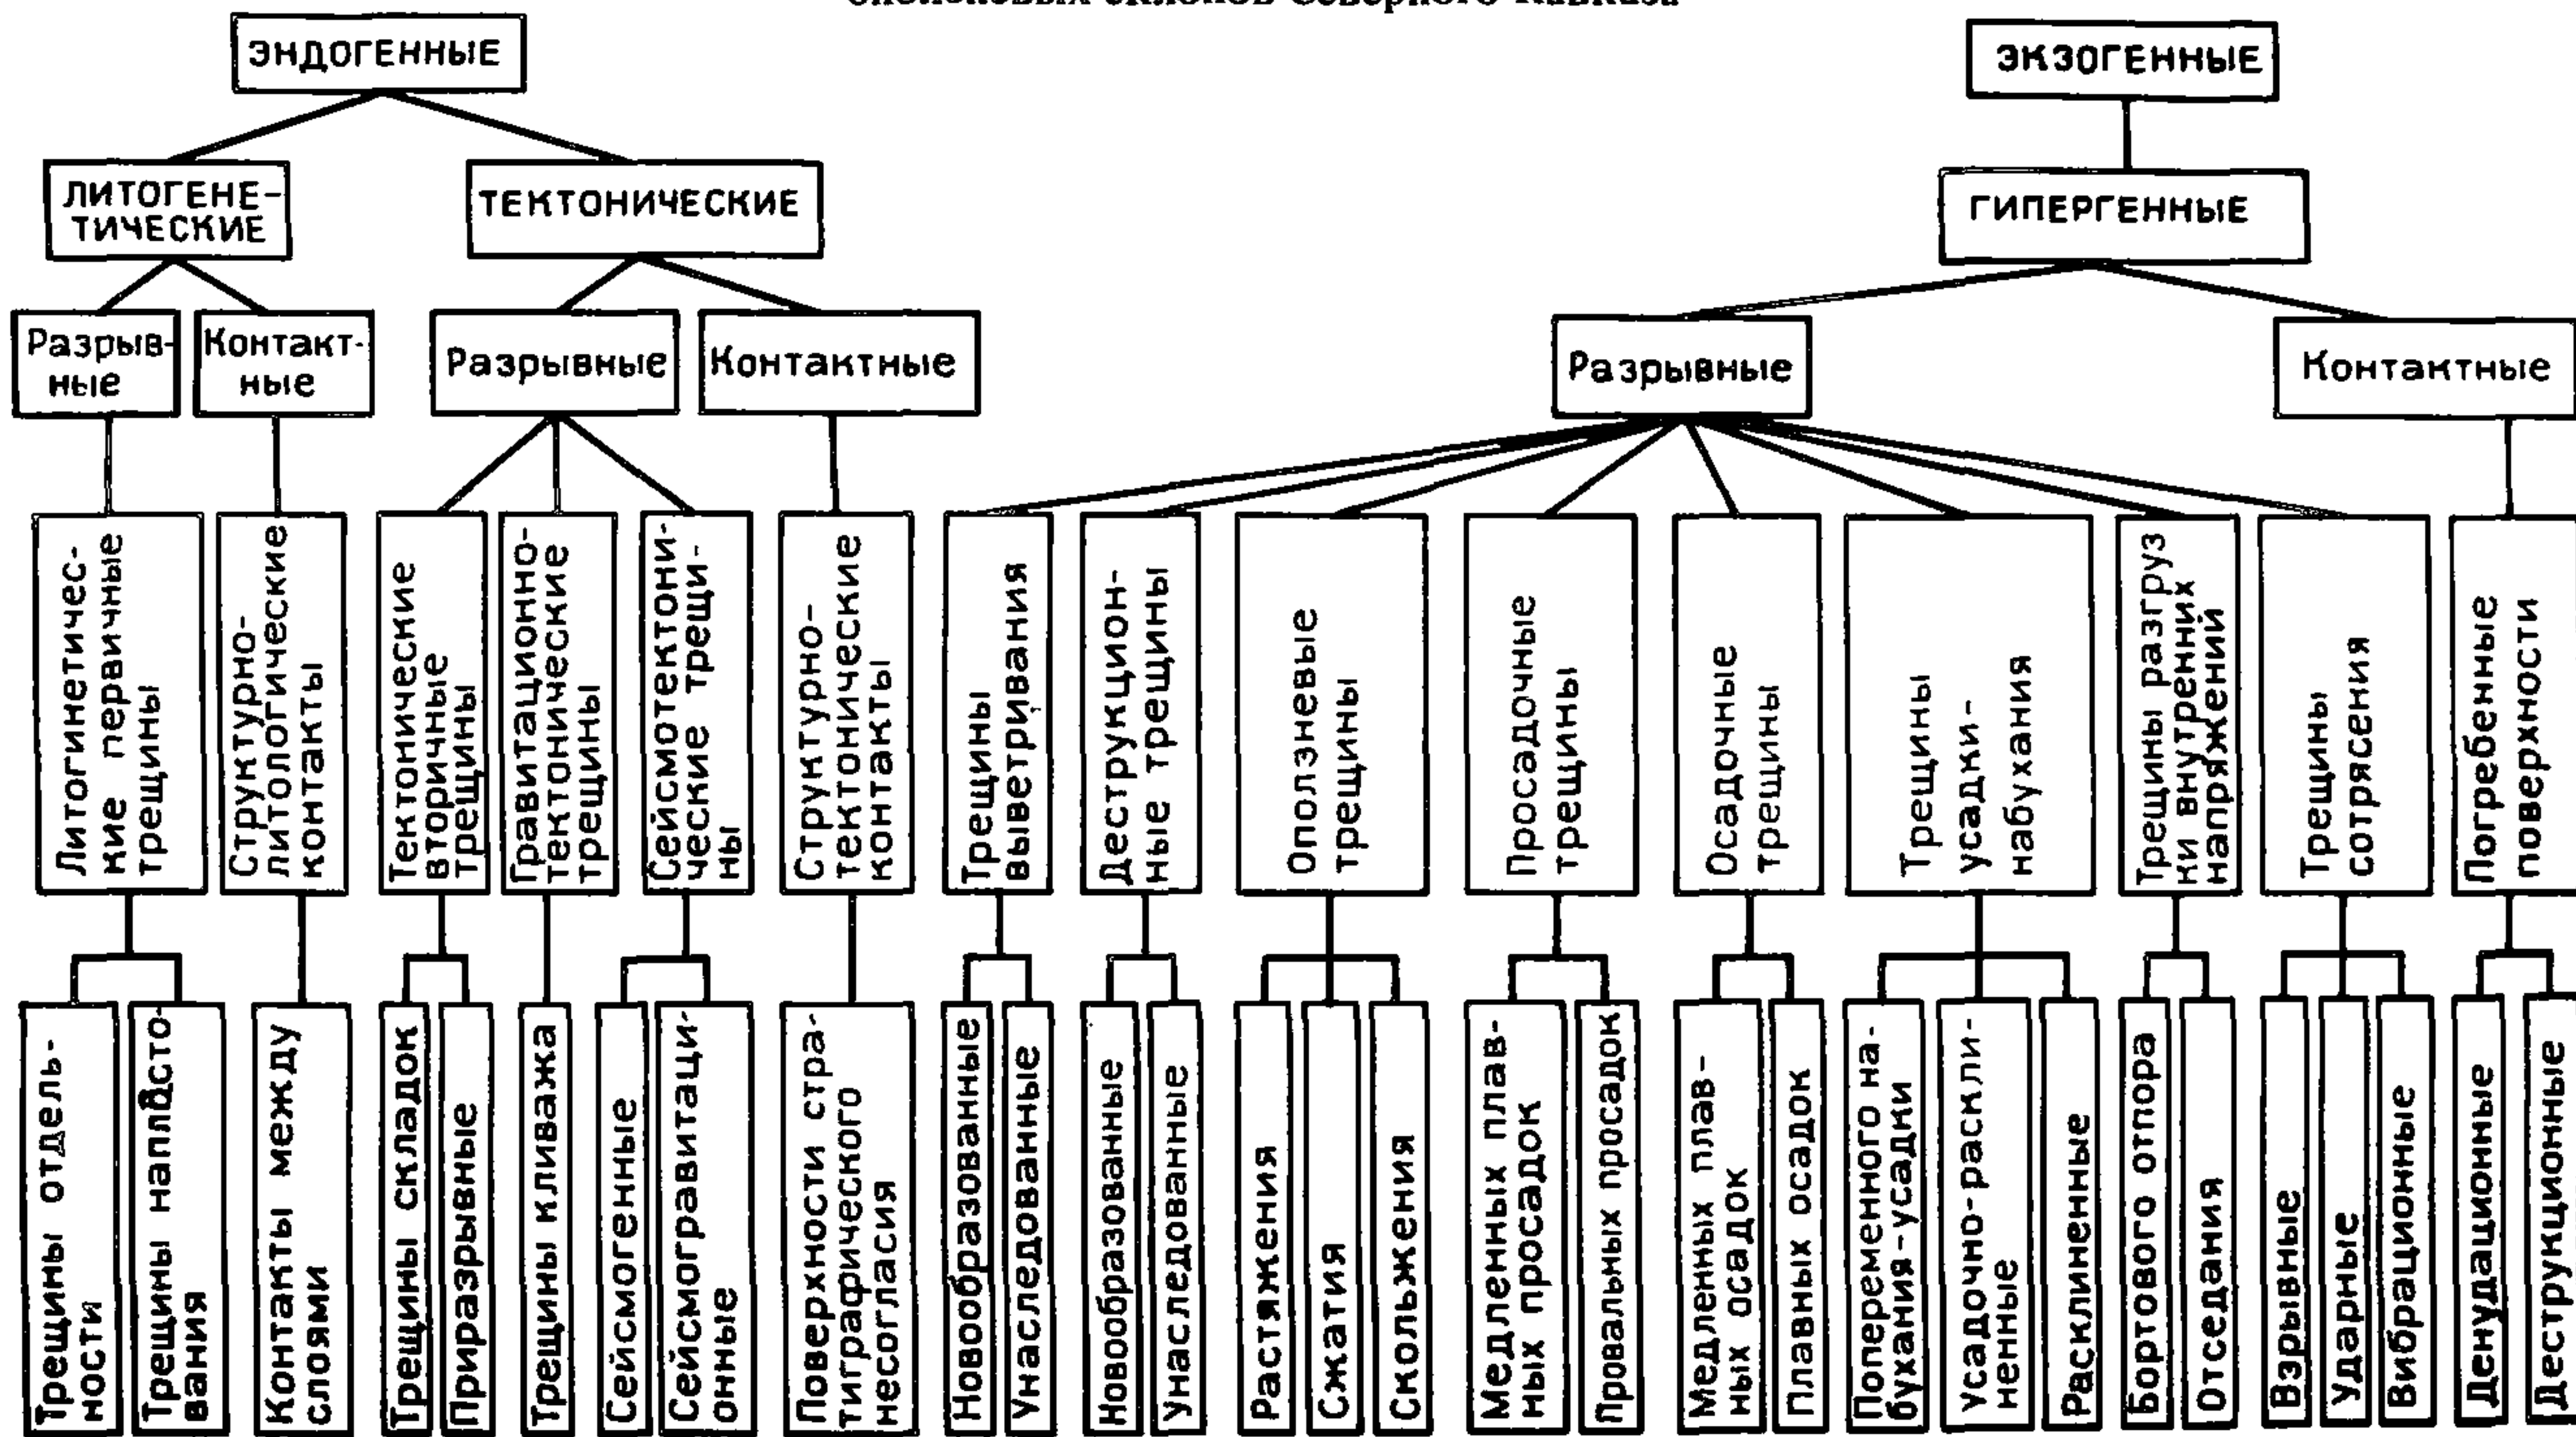 склонов Северного Кавказа
ЭНДОГЕННЫЕ
ЭКЗОГЕННЫЕ
ЛИТОГЕНЕ-
ТИЧЕСКИЕ
ТЕКТОНИЧЕСКИЕ
ГИПЕРГЕННЫЕ
Разрыв-
ные
Контакт-
ные
Разрывные
Контактные
Разрывные
Контактные
Литогинетичес-
кие первичные
трещины
Структурно-
литологические
контакты
Тектонические
вторичные
трещины
Гравитационно-
тектонические
трещины
Сейсмотектони-
ческие трещи-
ны
Структурно-
тектонические
контакты
Трещины
выветривания
Деструкцион-
ные трещины
Оползневые
трещины
Просадочные
трещины
Осадочные
трещины
Трещины
усадки-
набухания
Трещины разгруз
ки внутренних
напряжений
Трещины
сотрясения
Погребенные
поверхности
Трещины отдель-
ности
Трещины напласто-
вания
Контакты между
слоями
Трещины складок
Приразрывные
Трещины кливажа
Сейсмогенные
Сейсмогравитаци-
онные
Поверхности стра-
тиграфического
несогласия
Новообразованные
Унаследованные
Новообразованные
Унаследованные
Растяжения
Сжатия
Скольжения
Медленных плав-
ных просадок
Провальных просадок
Медленных плав-
ных осадок
Плавных осадок
Попеременного на-
бухания-усадки
Усадочно-раскли-
ненные
Расклиненные
Бортового отпора
Отседания
Взрывные
Ударные
Вибрационные
Денудационные
Деструкционные